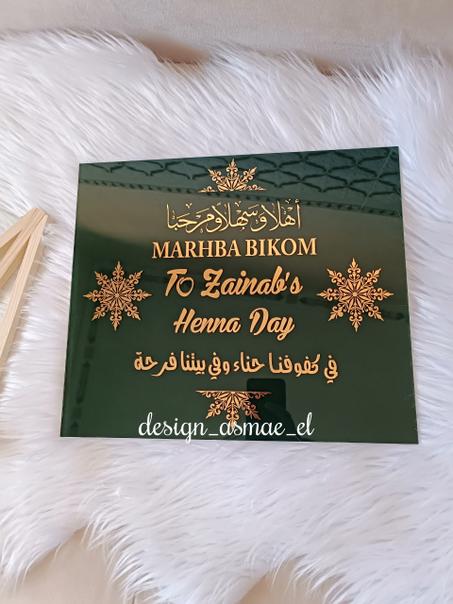 أهلا وسهلا ومرحبا
MARHBA BIKOM
To Zainab's
Henna Day
في كفوفنا حناء وفي بيتنا فرحة
design_asmae_el